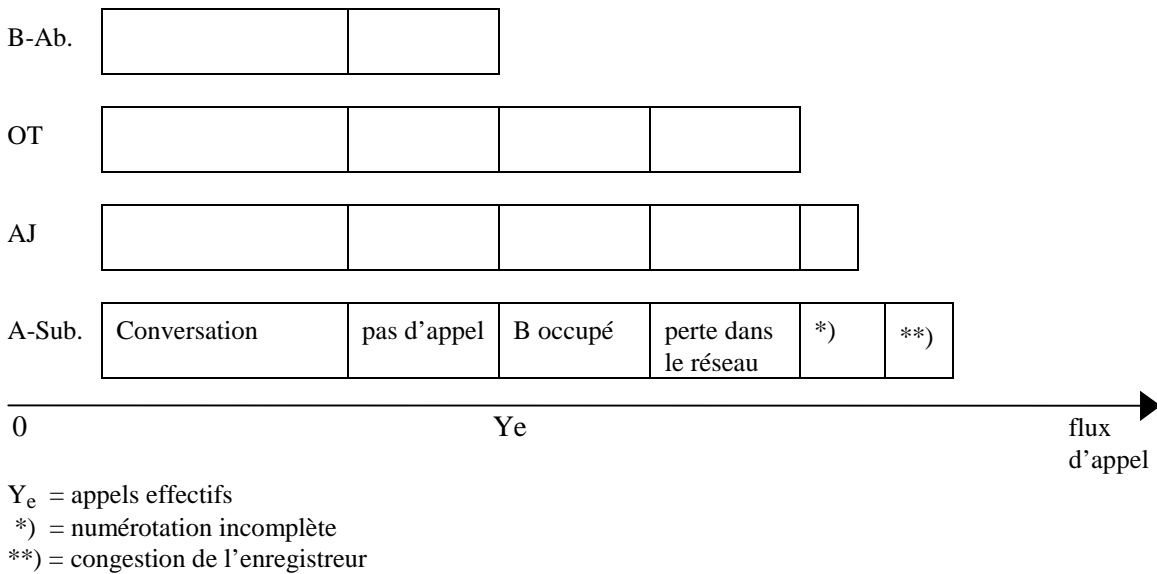 B-Ab.
OT
AJ
A-Sub.
Conversation
pas d'appel
B occupé
perte dans
le réseau
*)
**)
0
Ye
flux
d'appel
Ye = appels effectifs
*) = numérotation incomplète
**) = congestion de l'enregistreur